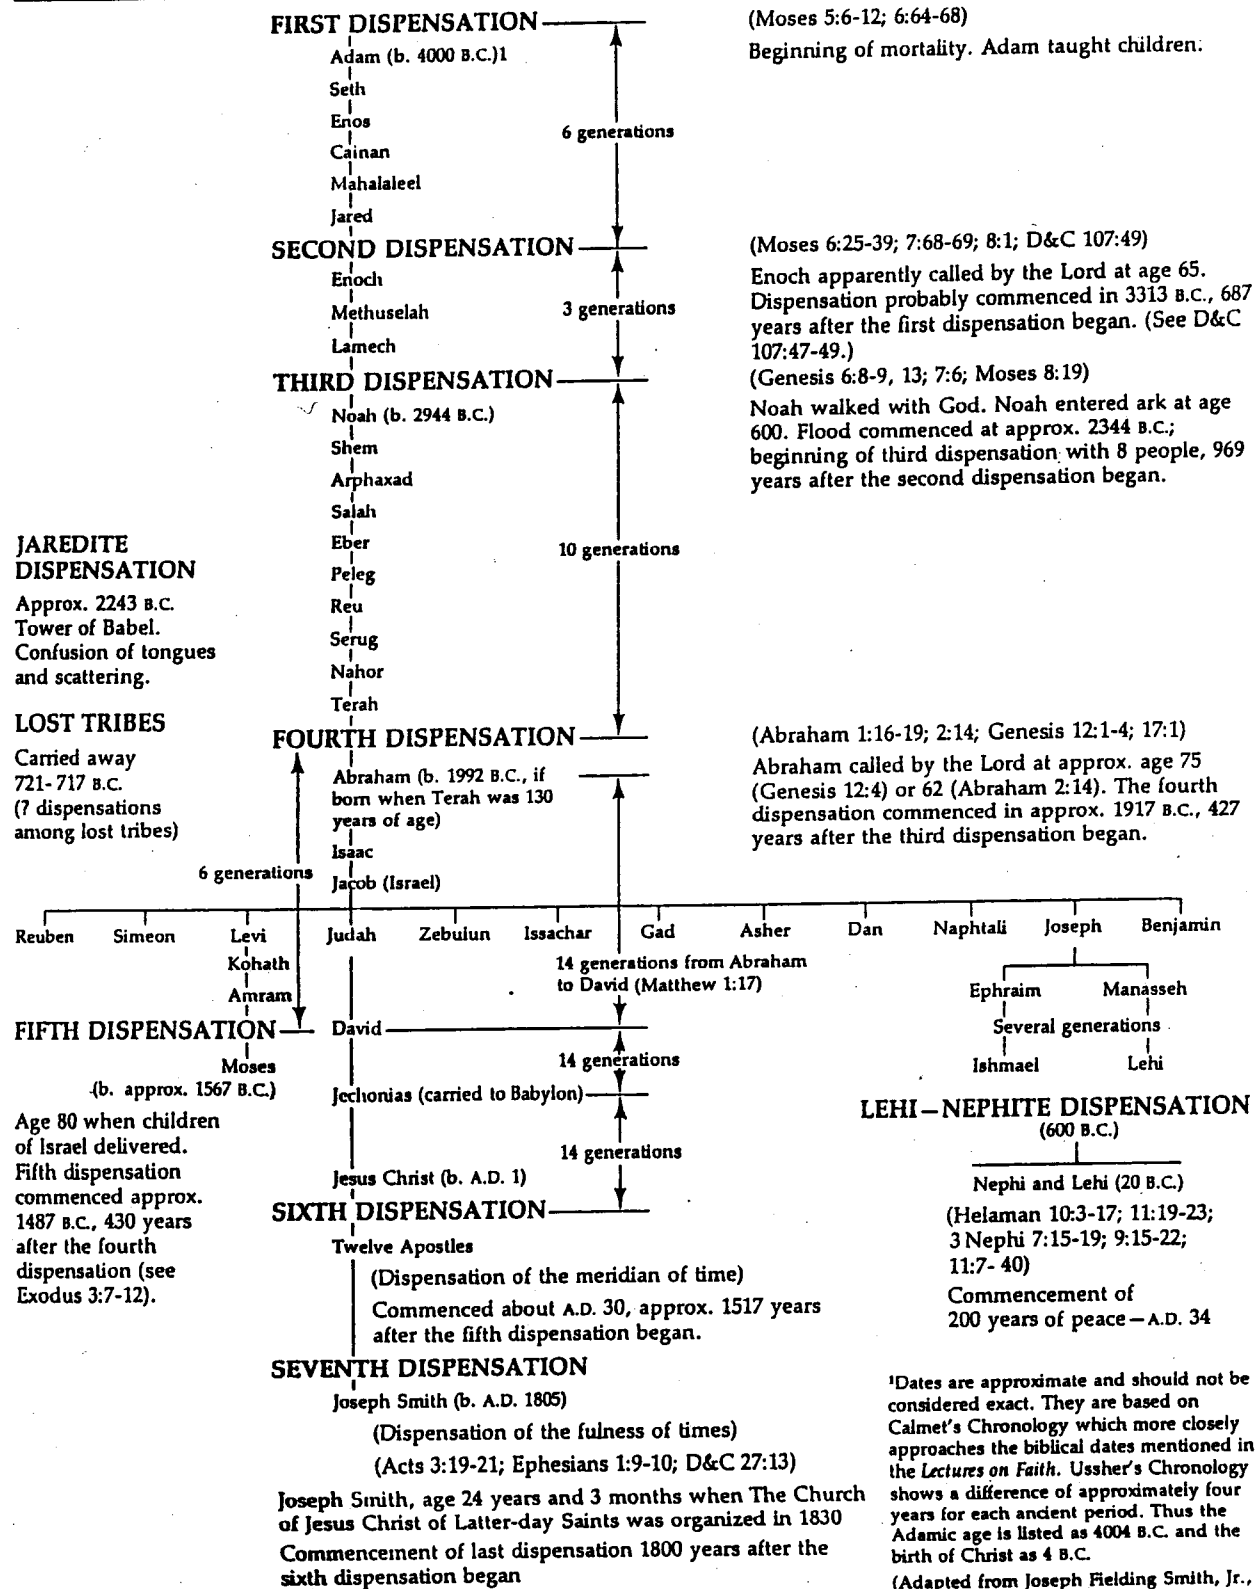 FIRST DISPENSATION
Adam (b. 4000 B.C.)1
Seth
Enos
Cainan
Mahalaleel
Jared
6 generations
(Moses 5:6-12; 6:64-68)
Beginning of mortality. Adam taught children.
SECOND DISPENSATION
Enoch
Methuselah
Lamech
3 generations
(Moses 6:25-39; 7:68-69; 8:1; D&C 107:49)
Enoch apparently called by the Lord at age 65.
Dispensation probably commenced in 3313 B.C., 687
years after the first dispensation began. (See D&C
107:47-49.)
THIRD DISPENSATION
Noah (b. 2944 B.C.)
Shem
Arphaxad
Salah
Eber
Peleg
Reu
Serug
Nahor
Terah
10 generations
(Genesis 6:8-9, 13; 7:6; Moses 8:19)
Noah walked with God. Noah entered ark at age
600. Flood commenced at approx. 2344 B.C.;
beginning of third dispensation with 8 people, 969
years after the second dispensation began.
JAREDITE
DISPENSATION
Approx. 2243 B.C.
Tower of Babel.
Confusion of tongues
and scattering.
LOST TRIBES
Carried away
721-717 B.C.
(? dispensations
among lost tribes)
FOURTH DISPENSATION
Abraham (b. 1992 B.C., if
born when Terah was 130
years of age)
Isaac
Jacob (Israel)
6 generations
(Abraham 1:16-19; 2:14; Genesis 12:1-4; 17:1)
Abraham called by the Lord at approx. age 75
(Genesis 12:4) or 62 (Abraham 2:14). The fourth
dispensation commenced in approx. 1917 B.C., 427
years after the third dispensation began.
Reuben Simeon Levi Judah Zebulun Issachar Gad Asher Dan Naphtali Joseph Benjamin
Kohath
Amram
14 generations from Abraham
to David (Matthew 1:17)
Ephraim Manasseh
Several generations
Ishmael Lehi
FIFTH DISPENSATION
Moses
(b. approx. 1567 B.C.)
Age 80 when children
of Israel delivered.
Fifth dispensation
commenced approx.
1487 B.C., 430 years
after the fourth
dispensation (see
Exodus 3:7-12).
David
14 generations
Jechonias (carried to Babylon)
14 generations
Jesus Christ (b. A.D. 1)
LEHI–NEPHITE DISPENSATION
(600 B.C.)
Nephi and Lehi (20 B.C.)
(Helaman 10:3-17; 11:19-23;
3 Nephi 7:15-19; 9:15-22;
11:7-40)
Commencement of
200 years of peace—A.D. 34
SIXTH DISPENSATION
Twelve Apostles
(Dispensation of the meridian of time)
Commenced about A.D. 30, approx. 1517 years
after the fifth dispensation began.
SEVENTH DISPENSATION
Joseph Smith (b. A.D. 1805)
(Dispensation of the fulness of times)
(Acts 3:19-21; Ephesians 1:9-10; D&C 27:13)
Joseph Smith, age 24 years and 3 months when The Church
of Jesus Christ of Latter-day Saints was organized in 1830
Commencement of last dispensation 1800 years after the
sixth dispensation began
¹Dates are approximate and should not be
considered exact. They are based on
Calmet's Chronology which more closely
approaches the biblical dates mentioned in
the Lectures on Faith. Ussher's Chronology
shows a difference of approximately four
years for each ancient period. Thus the
Adamic age is listed as 4004 B.C. and the
birth of Christ as 4 B.C.
(Adapted from Joseph Fielding Smith, Jr.,